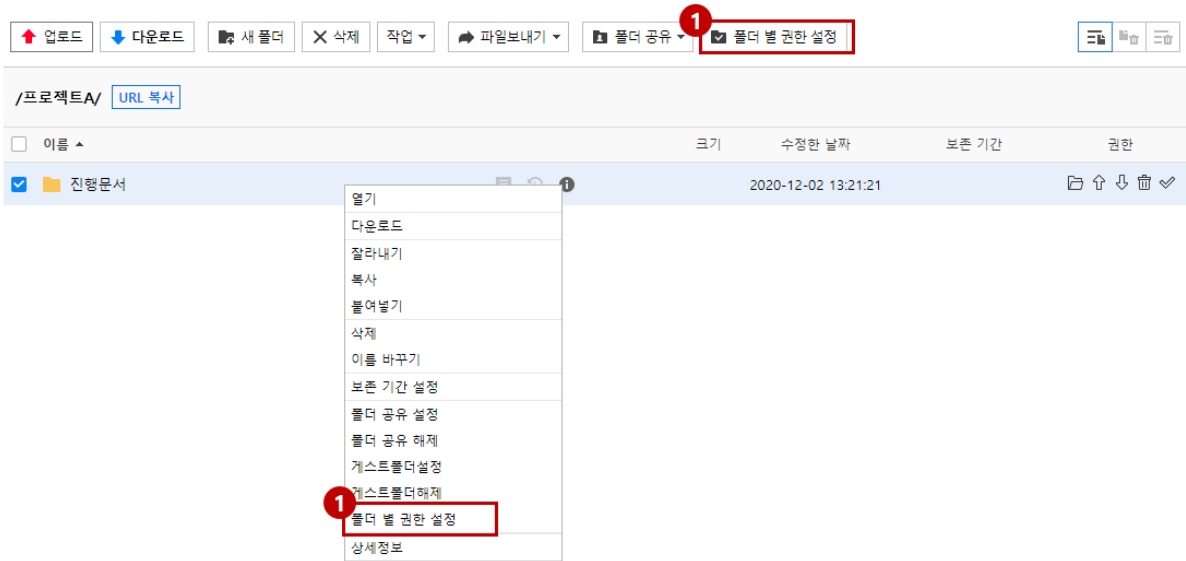 1
업로드 다운로드 새 폴더 삭제 작업 파일보내기 폴더 공유 폴더 별 권한 설정
/프로젝트A/ URL 복사
이름 크기 수정한 날짜 보존 기간 권한
진행문서 2020-12-02 13:21:21
열기
다운로드
잘라내기
복사
붙여넣기
삭제
이름 바꾸기
보존 기간 설정
폴더 공유 설정
폴더 공유 해제
게스트폴더설정
게스트폴더해제
1
폴더 별 권한 설정
상세정보